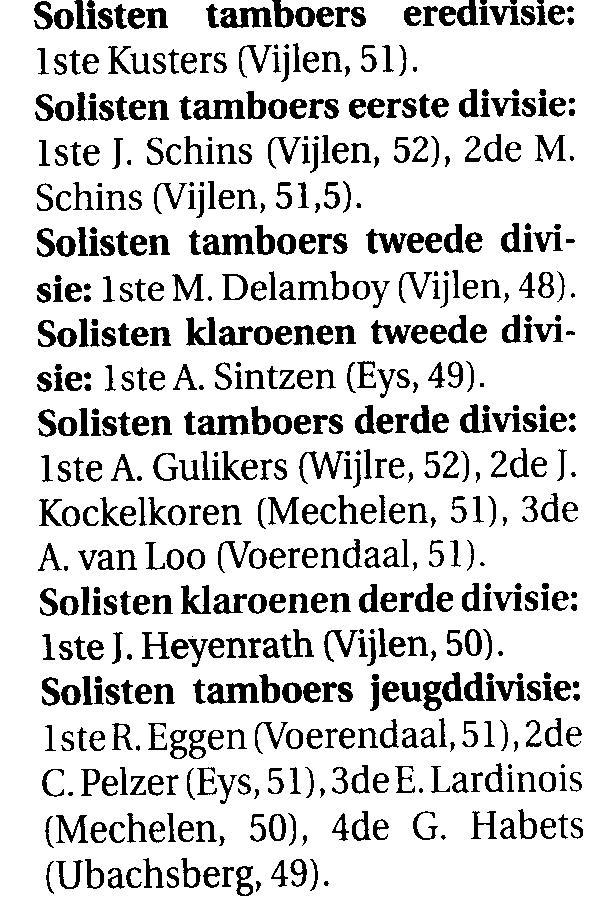 Solisten tamboers eredivisie:
1ste Kusters (Vijlen, 51).
Solisten tamboers eerste divisie:
1ste J. Schins (Vijlen, 52), 2de M.
Schins (Vijlen, 51,5).
Solisten tamboers tweede divi-
sie: 1ste M. Delamboy (Vijlen, 48).
Solisten klaroenen tweede divi-
sie: 1ste A. Sintzen (Eys, 49).
Solisten tamboers derde divisie:
1ste A. Gulikers (Wijlre, 52), 2de J.
Kockelkoren (Mechelen, 51), 3de
A. van Loo (Voerendaal, 51).
Solisten klaroenen derde divisie:
1ste J. Heyenrath (Vijlen, 50).
Solisten tamboers jeugddivisie:
1ste R. Eggen (Voerendaal, 51), 2de
C. Pelzer (Eys, 51), 3de E. Lardinois
(Mechelen, 50), 4de G. Habets
(Ubachsberg, 49).